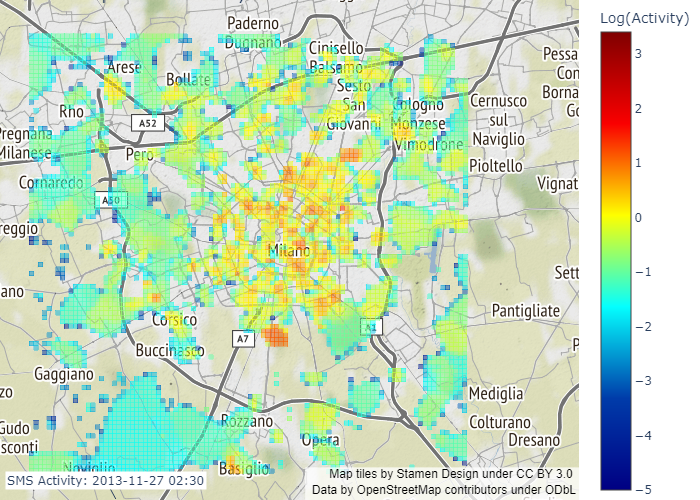 Log(Activity)
3
2
1
0
−1
−2
−3
−4
−5
Paderno
Dugnano
Cinisello
Balsamo
Pessa
Con
Borna
Go
Arese
Bollate
Sesto
San
Giovanni
Cologno
Monzese
Cernusco
sul
Naviglio
Rho
A52
Pregnana
Milanese
Pero
Vimodrone
Pioltello
Cornaredo
Vignat
A50
reggio
Milano
Sett
ano
Corsico
A7
A1
Pantigliate
P
Buccinasco
Gaggiano
zo
Mediglia
Rozzano
Colturano
Dresano
Gudo
sconti
Opera
Noviglio
Basiglio
SMS Activity: 2013-11-27 02:30
Map tiles by Stamen Design under CC BY 3.0
Data by OpenStreetMap contributors under ODbL